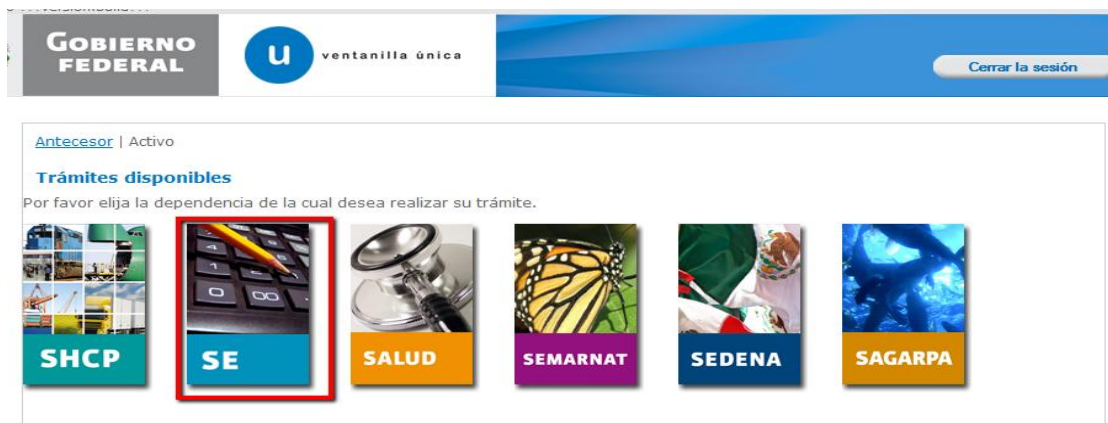 GOBIERNO
FEDERAL
u
ventanilla única
Cerrar la sesión
Antecesor | Activo
Trámites disponibles
Por favor elija la dependencia de la cual desea realizar su trámite.
SHCP
SE
SALUD
SEMARNAT
SEDENA
SAGARPA